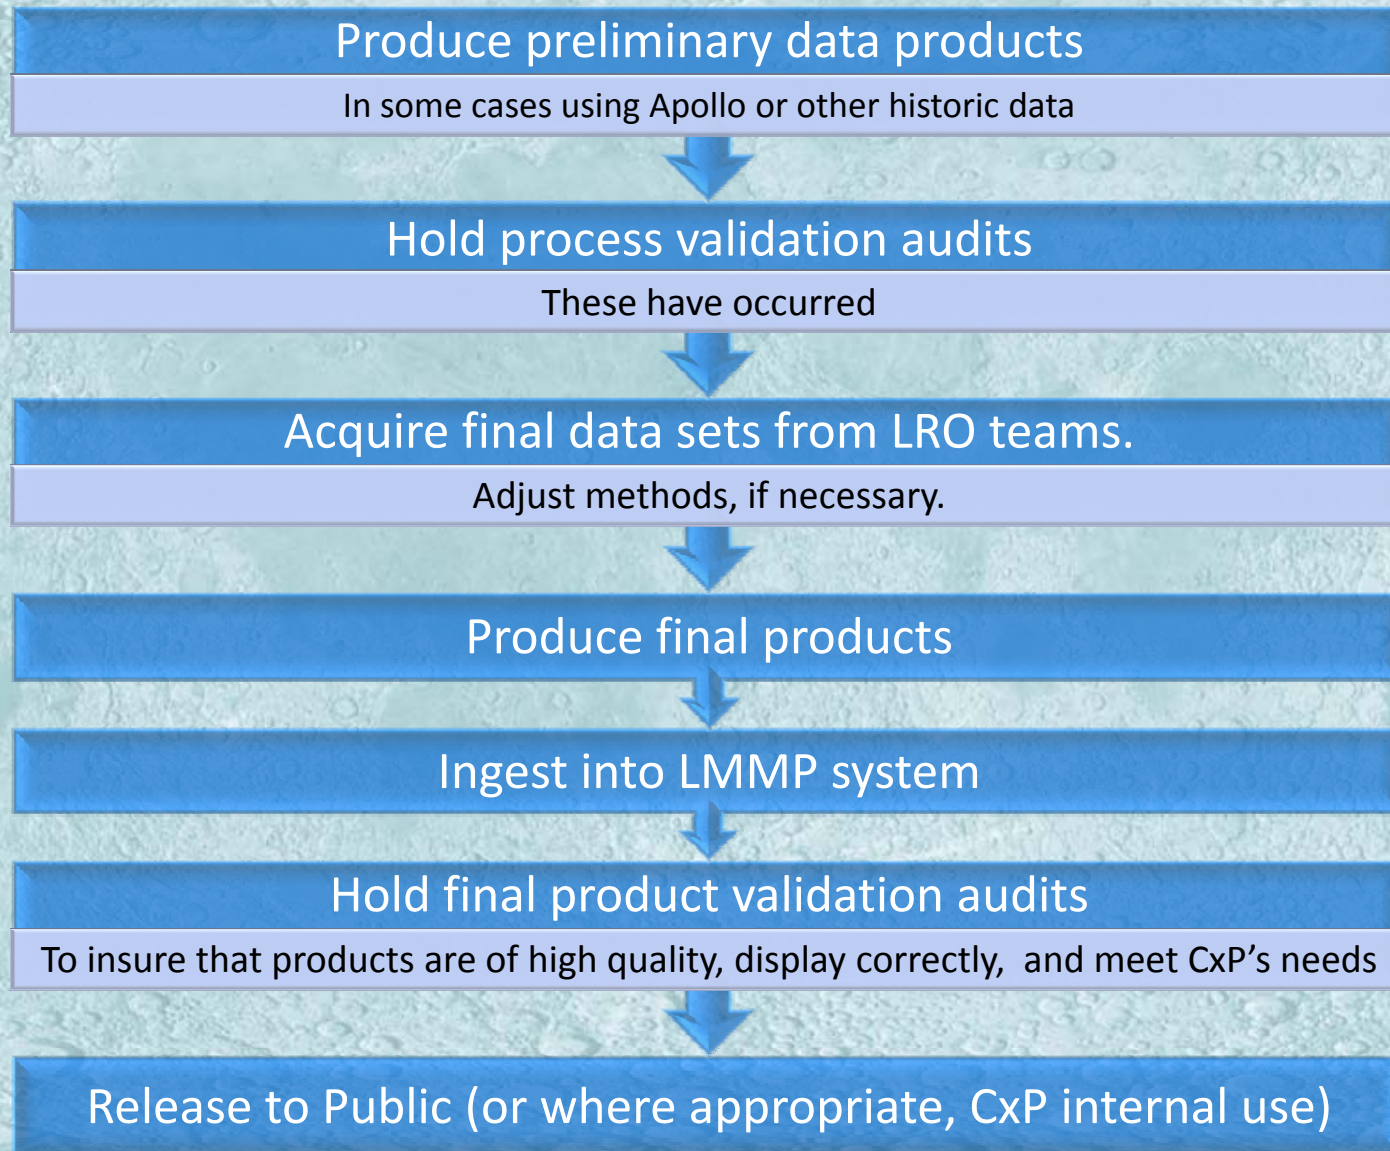 Produce preliminary data products
In some cases using Apollo or other historic data
Hold process validation audits
These have occurred
Acquire final data sets from LRO teams.
Adjust methods, if necessary.
Produce final products
Ingest into LMMP system
Hold final product validation audits
To insure that products are of high quality, display correctly,  and meet CxP’s needs
Release to Public (or where appropriate, CxP internal use)